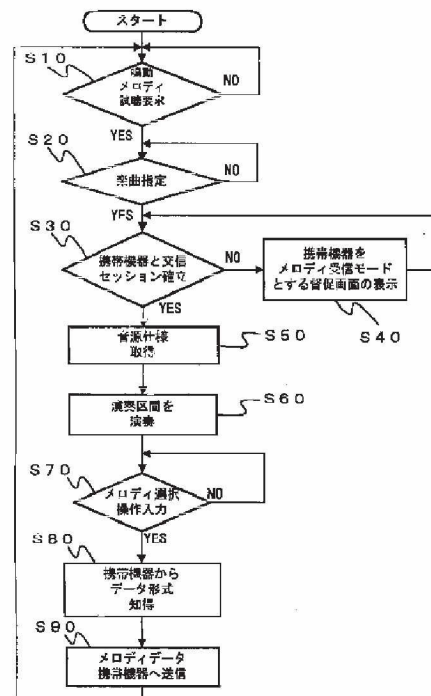 スタート
S10
鳴動
メロディ
試聴要求
NO
YES
S20
楽曲指定
NO
YES
S30
携帯機器と交信
セッション確立
NO
YES
携帯機器を
メロディ受信モード
とする督促画面の表示
S40
音源仕様
取得
S50
演奏区間を
演奏
S60
S70
メロディ選択
操作入力
NO
YES
S80
携帯機器から
データ形式
知得
S90
メロディデータ
携帯機器へ送信